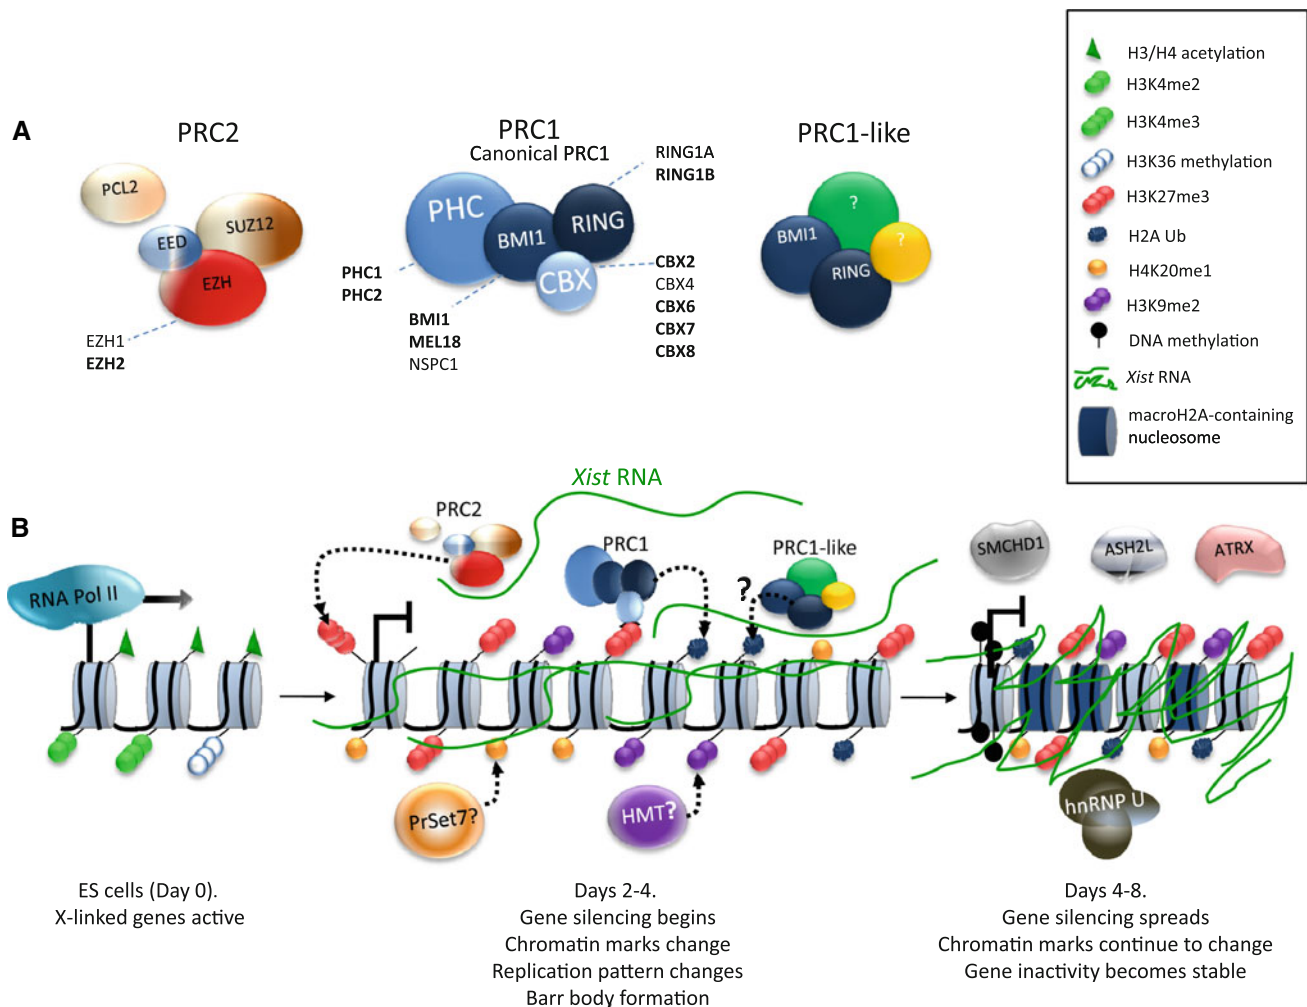 A
PRC2
PCL2
SUZ12
EED
EZH
EZH1
EZH2
PRC1
Canonical PRC1
PHC
BMI1
RING
CBX
RING1A
RING1B
PHC1
PHC2
BMI1
MEL18
NSPC1
CBX2
CBX4
CBX6
CBX7
CBX8
PRC1-like
?
BMI1
?
RING
H3/H4 acetylation
H3K4me2
H3K4me3
H3K36 methylation
H3K27me3
H2A Ub
H4K20me1
H3K9me2
DNA methylation
Xist RNA
macroH2A-containing
nucleosome
B
RNA Pol II
Xist RNA
PRC2
PRC1
PRC1-like
?
PrSet7?
HMT?
SMCHD1
ASH2L
ATRX
hnRNP U
ES cells (Day 0).
X-linked genes active
Days 2-4.
Gene silencing begins
Chromatin marks change
Replication pattern changes
Barr body formation
Days 4-8.
Gene silencing spreads
Chromatin marks continue to change
Gene inactivity becomes stable